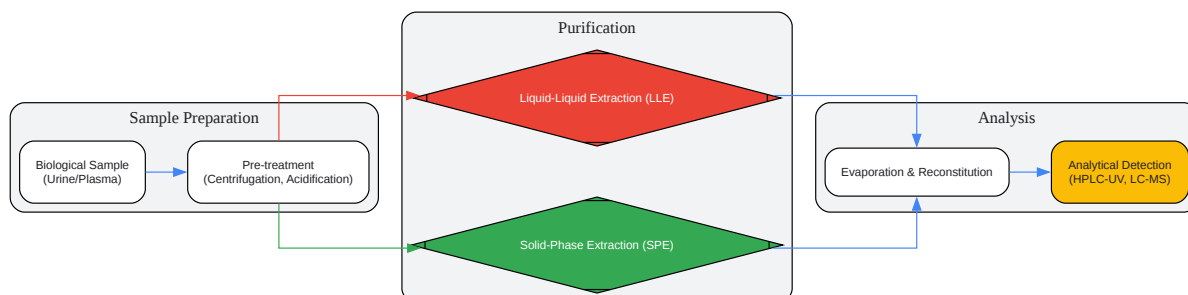 Purification
Liquid-Liquid Extraction (LLE)
Sample Preparation
Biological Sample
(Urine/Plasma)
Pre-treatment
(Centrifugation, Acidification)
Solid-Phase Extraction (SPE)
Analysis
Evaporation & Reconstitution
Analytical Detection
(HPLC-UV, LC-MS)